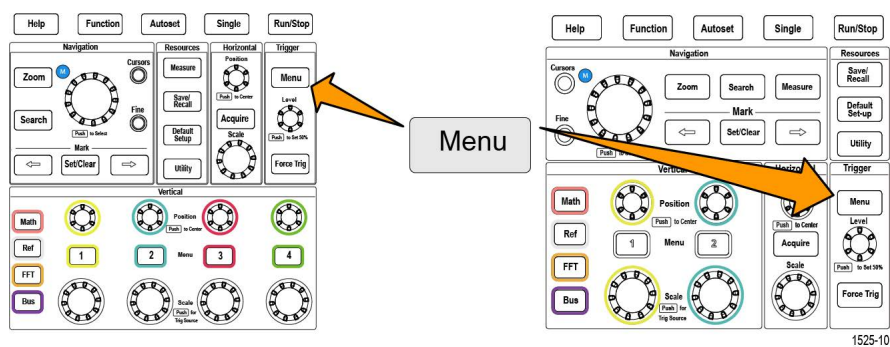 Help Function Autoset Single Run/Stop
Navigation Resources Horizontal Trigger
Cursors
Position
Zoom
M
Measure
Menu
Push to Center
Fine
Save/
Recall
Level
Search
Push to Select
Acquire
Default
Setup
Scale
Push to Set 50%
Mark
Set/Clear
Utility
Force Trig
Vertical
Math
Position
Push to Center
Ref
1 2 Menu 3 4
FFT
Bus
Scale
Push for
Trig Source
Menu
Help Function Autoset Single Run/Stop
Navigation Resources
Cursors
M
Save/
Recall
Zoom Search Measure
Fine
Mark
Default
Set-up
Set/Clear
Push
Utility
Vertical
Trigger
Math
Position
Menu
Push to Center
Push to Center
Level
Ref
1 Menu 2
Acquire
FFT
Scale
Push to Set 50%
Bus
Scale
Push for
Trig Source
Force Trig
1525-10